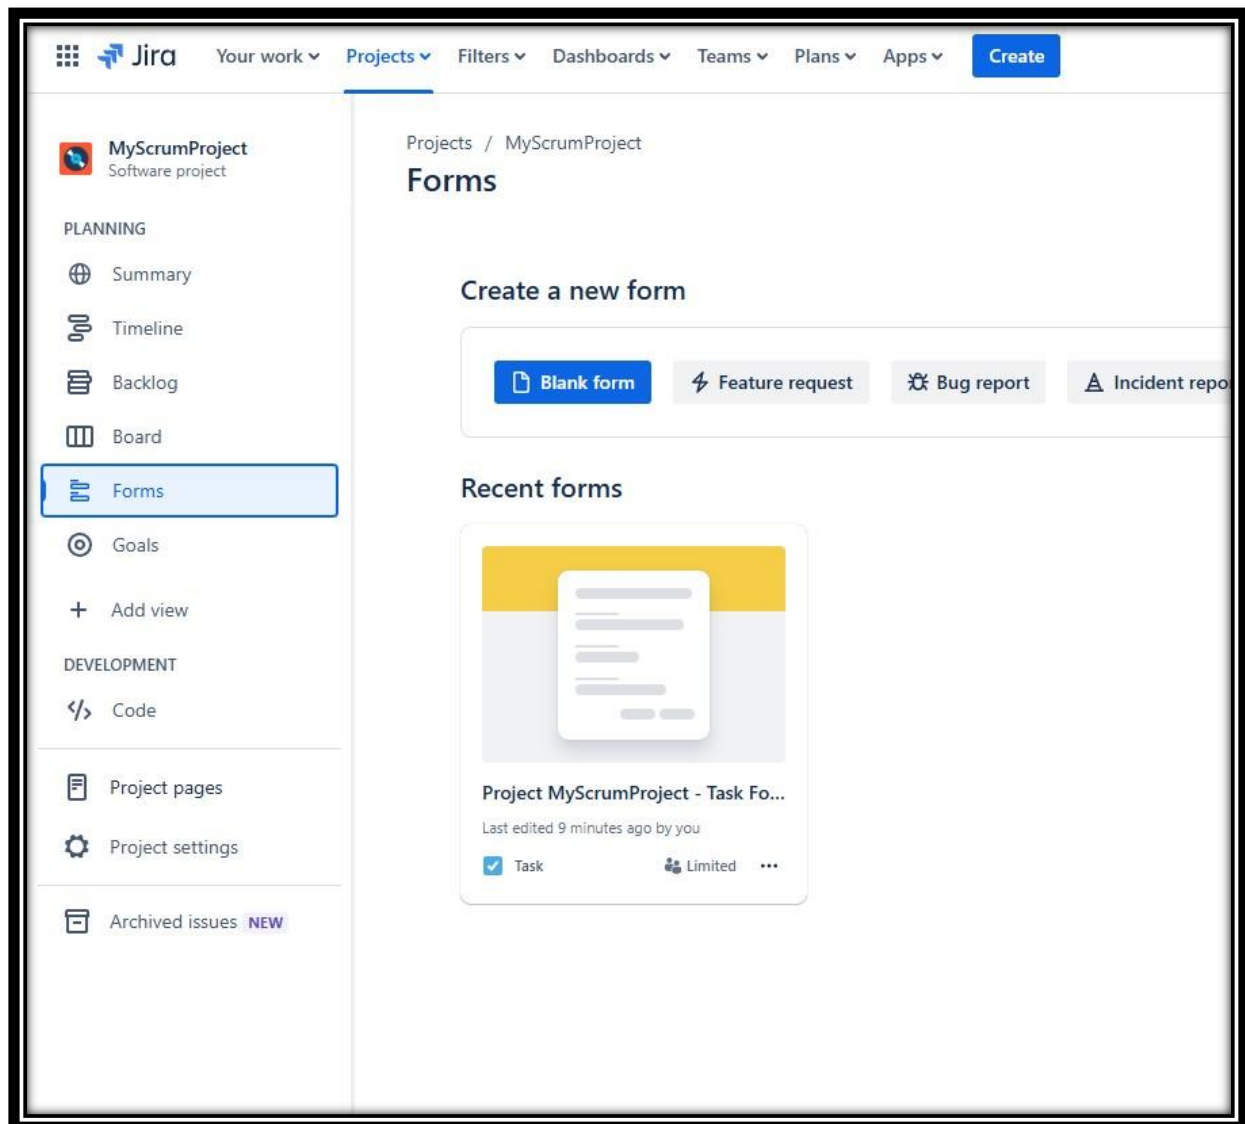 Jira Your work Projects Filters Dashboards Teams Plans Apps Create
MyScrumProject
Software project
PLANNING
Summary
Timeline
Backlog
Board
Forms
Goals
Add view
DEVELOPMENT
Code
Project pages
Project settings
Archived issues NEW
Projects / MyScrumProject
Forms
Create a new form
Blank form Feature request Bug report Incident repo
Recent forms
Project MyScrumProject - Task Fo...
Last edited 9 minutes ago by you
Task Limited